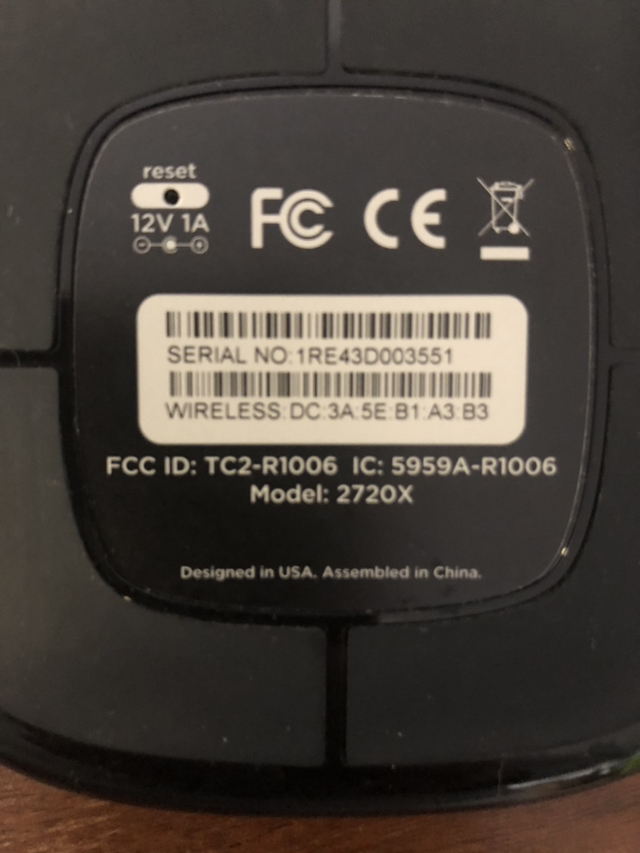 reset
12V 1A
FC CE
SERIAL NO:1RE43D003551
WIRELESS:DC:3A:5E:B1:A3:B3
FCC ID: TC2-R1006 IC: 5959A-R1006
Model: 2720X
Designed in USA. Assembled in China.